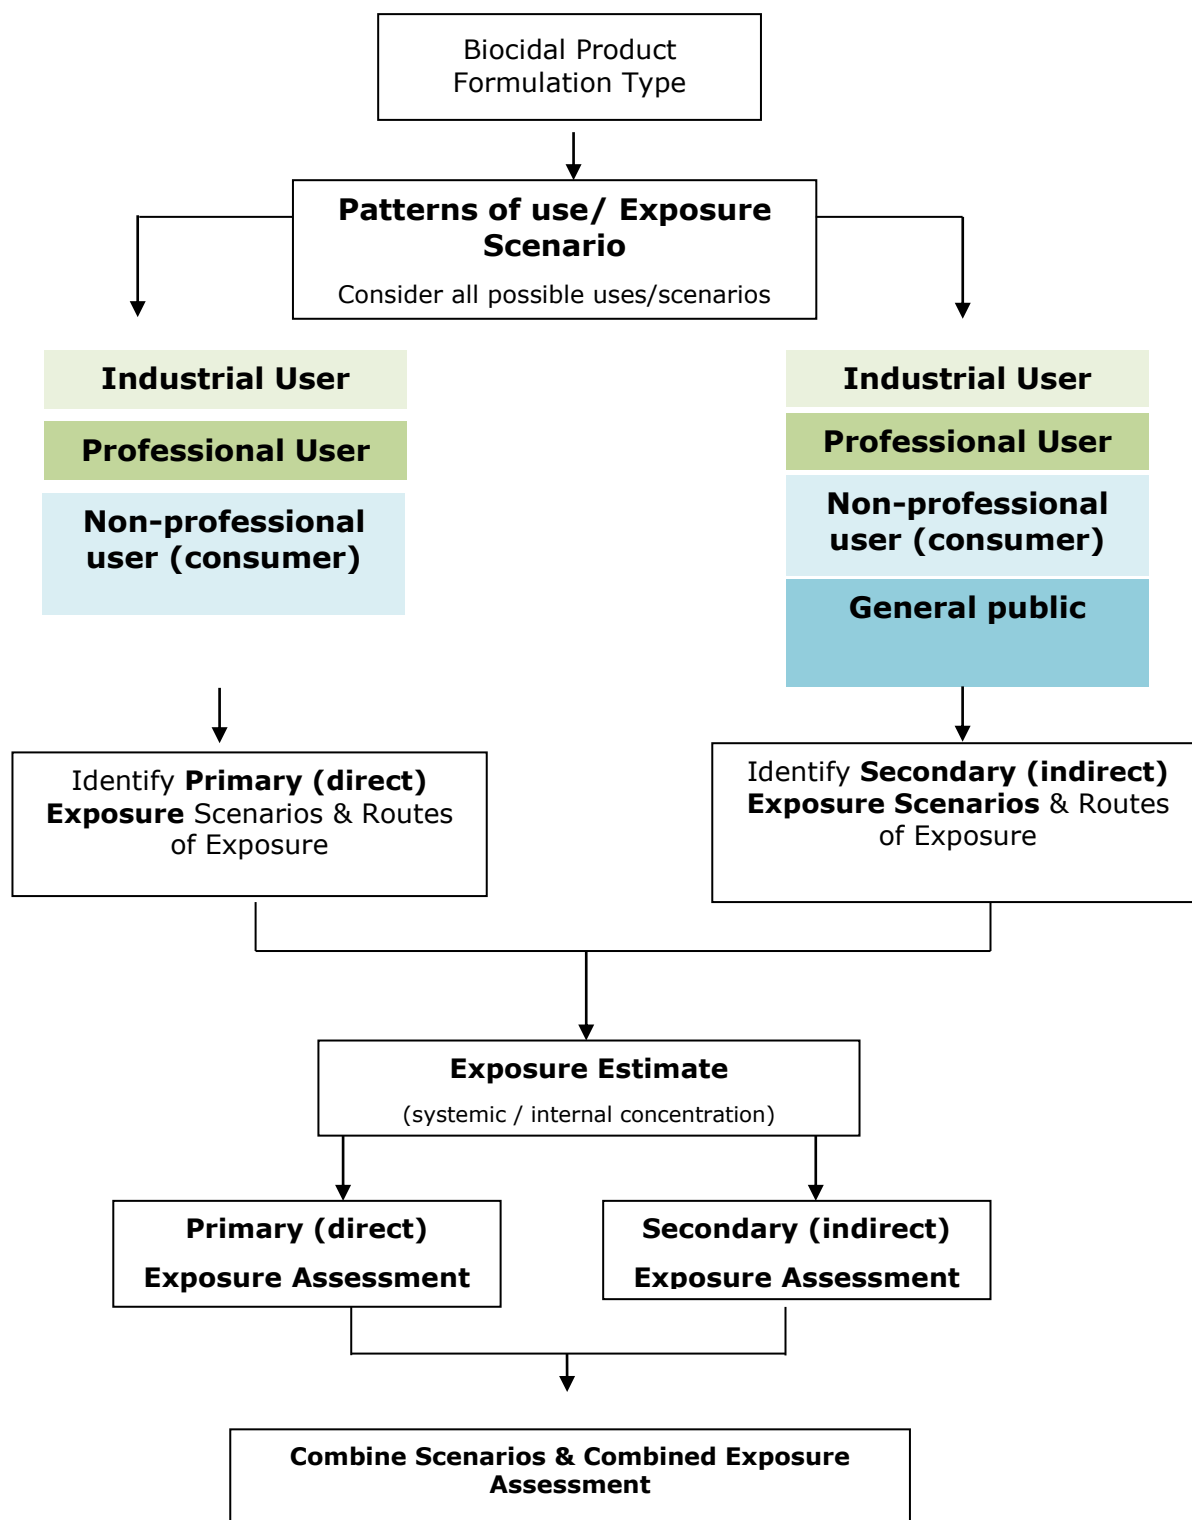 Biocidal Product
Formulation Type
Patterns of use/ Exposure
Scenario
Consider all possible uses/scenarios
Industrial User
Professional User
Non-professional
user (consumer)
Industrial User
Professional User
Non-professional
user (consumer)
General public
Identify Primary (direct)
Exposure Scenarios & Routes
of Exposure
Identify Secondary (indirect)
Exposure Scenarios & Routes
of Exposure
Exposure Estimate
(systemic / internal concentration)
Primary (direct)
Exposure Assessment
Secondary (indirect)
Exposure Assessment
Combine Scenarios & Combined Exposure
Assessment